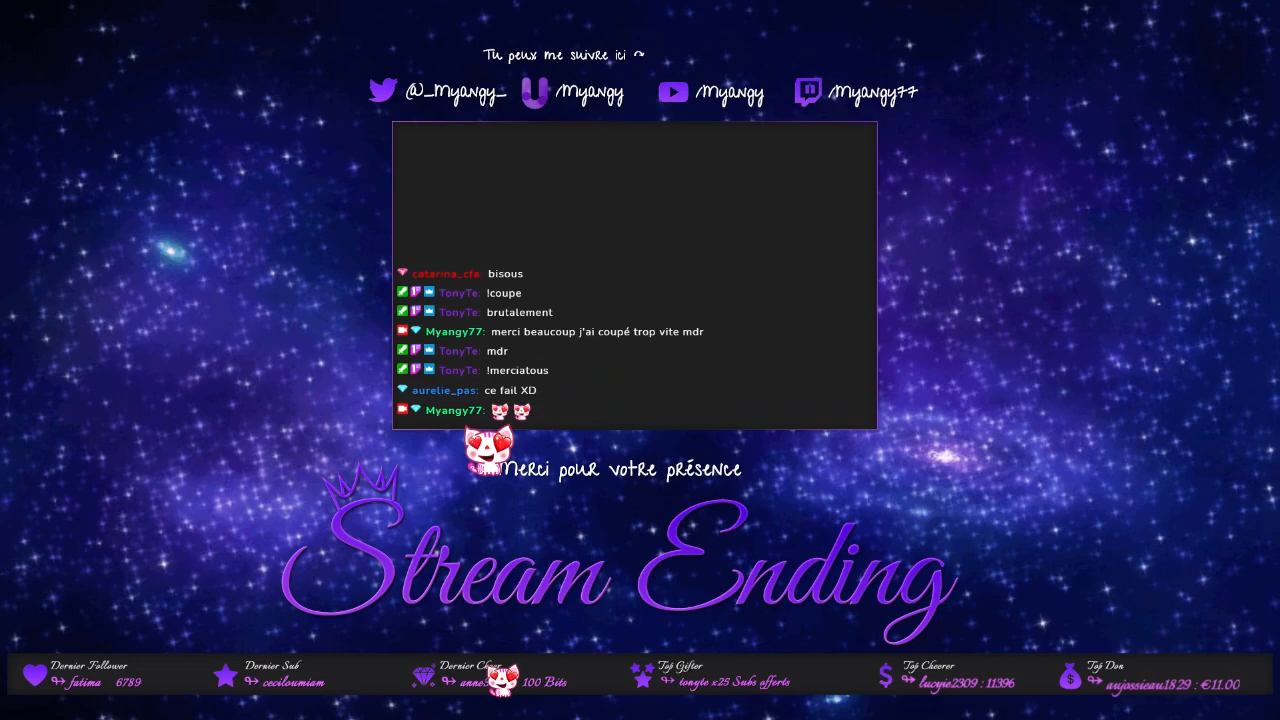 Tu peux me suivre ici
@_Myangy_ /Myangy /Myangy /Myangy77
catarina_cfa: bisous
TonyTe: !coupe
TonyTe: brutalement
Myangy77: merci beaucoup j'ai coupé trop vite mdr
TonyTe: mdr
TonyTe: !merciatous
aurelie_pas: ce fail XD
Myangy77:
Merci pour votre présence
Stream Ending
Dernier Follower
fatima 6789
Dernier Sub
ceciloumiam
Dernier Cheer
100 Bits
Top Gifter
tonyte x25 Subs offerts
Top Cheerer
lucyie2309 : 11396
Top Don
aujossieau1829 : €11.00